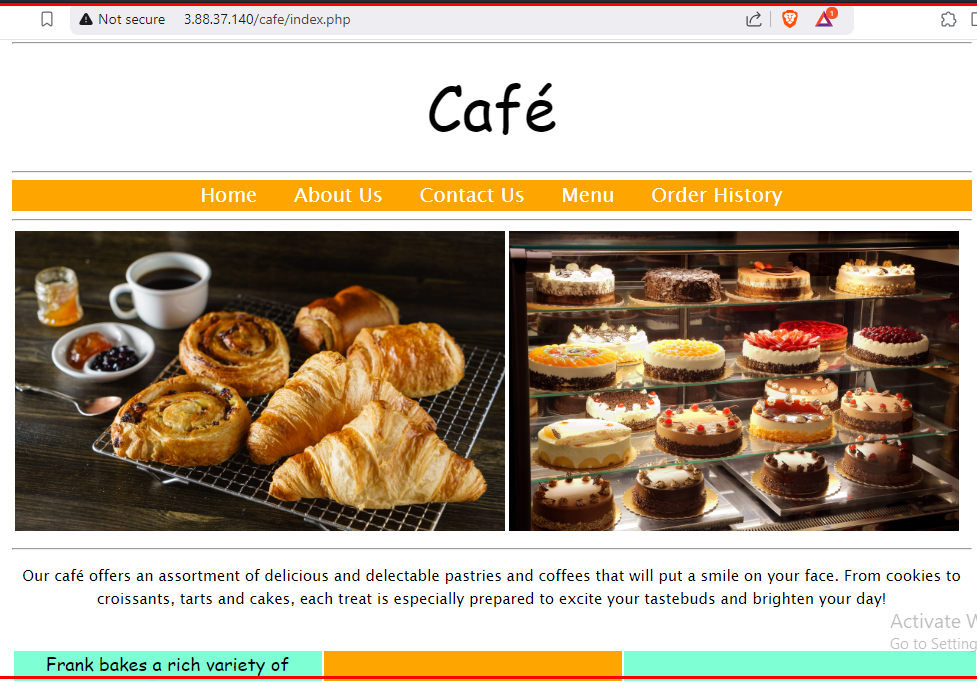 Not secure 3.88.37.140/cafe/index.php 1
Café
Home About Us Contact Us Menu Order History
Our café offers an assortment of delicious and delectable pastries and coffees that will put a smile on your face. From cookies to
croissants, tarts and cakes, each treat is especially prepared to excite your tastebuds and brighten your day!
Activate W
Go to Setting
Frank bakes a rich variety of